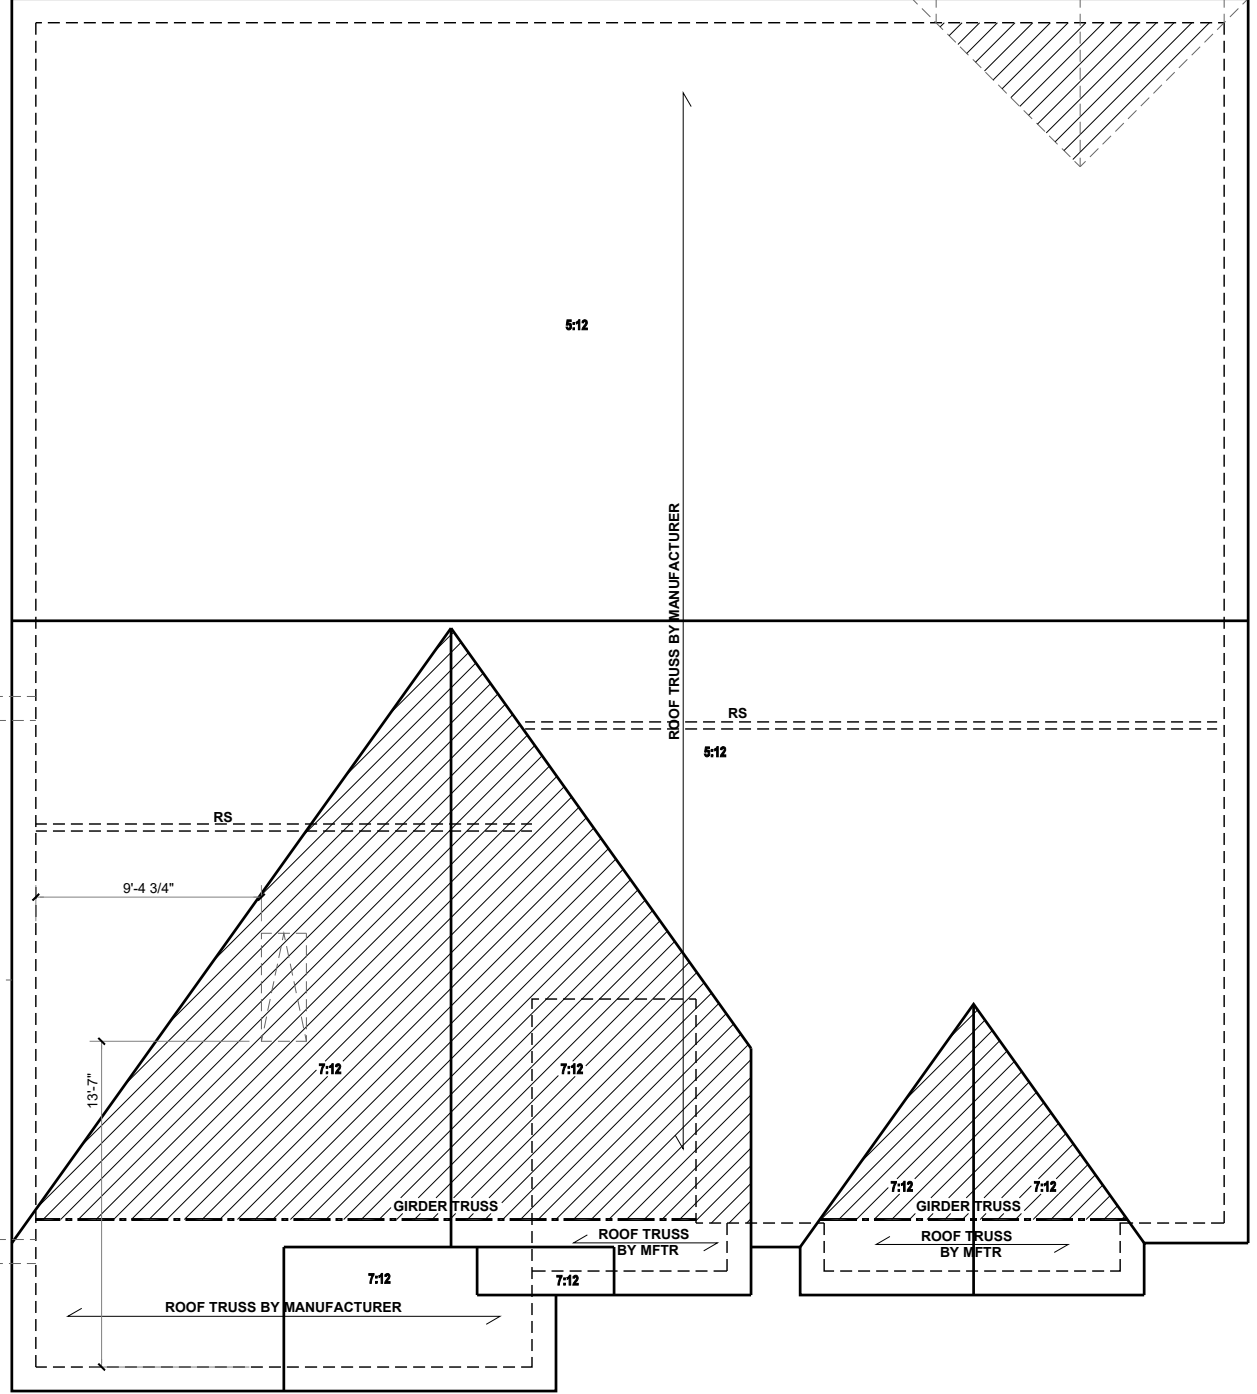 5:12
ROOF TRUSS BY MANUFACTURER
RS
5:12
RS
9'-4 3/4"
13'-7"
7:12
7:12
7:12
7:12
GIRDER TRUSS
GIRDER TRUSS
ROOF TRUSS
BY MFTR
ROOF TRUSS
BY MFTR
7:12
7:12
ROOF TRUSS BY MANUFACTURER